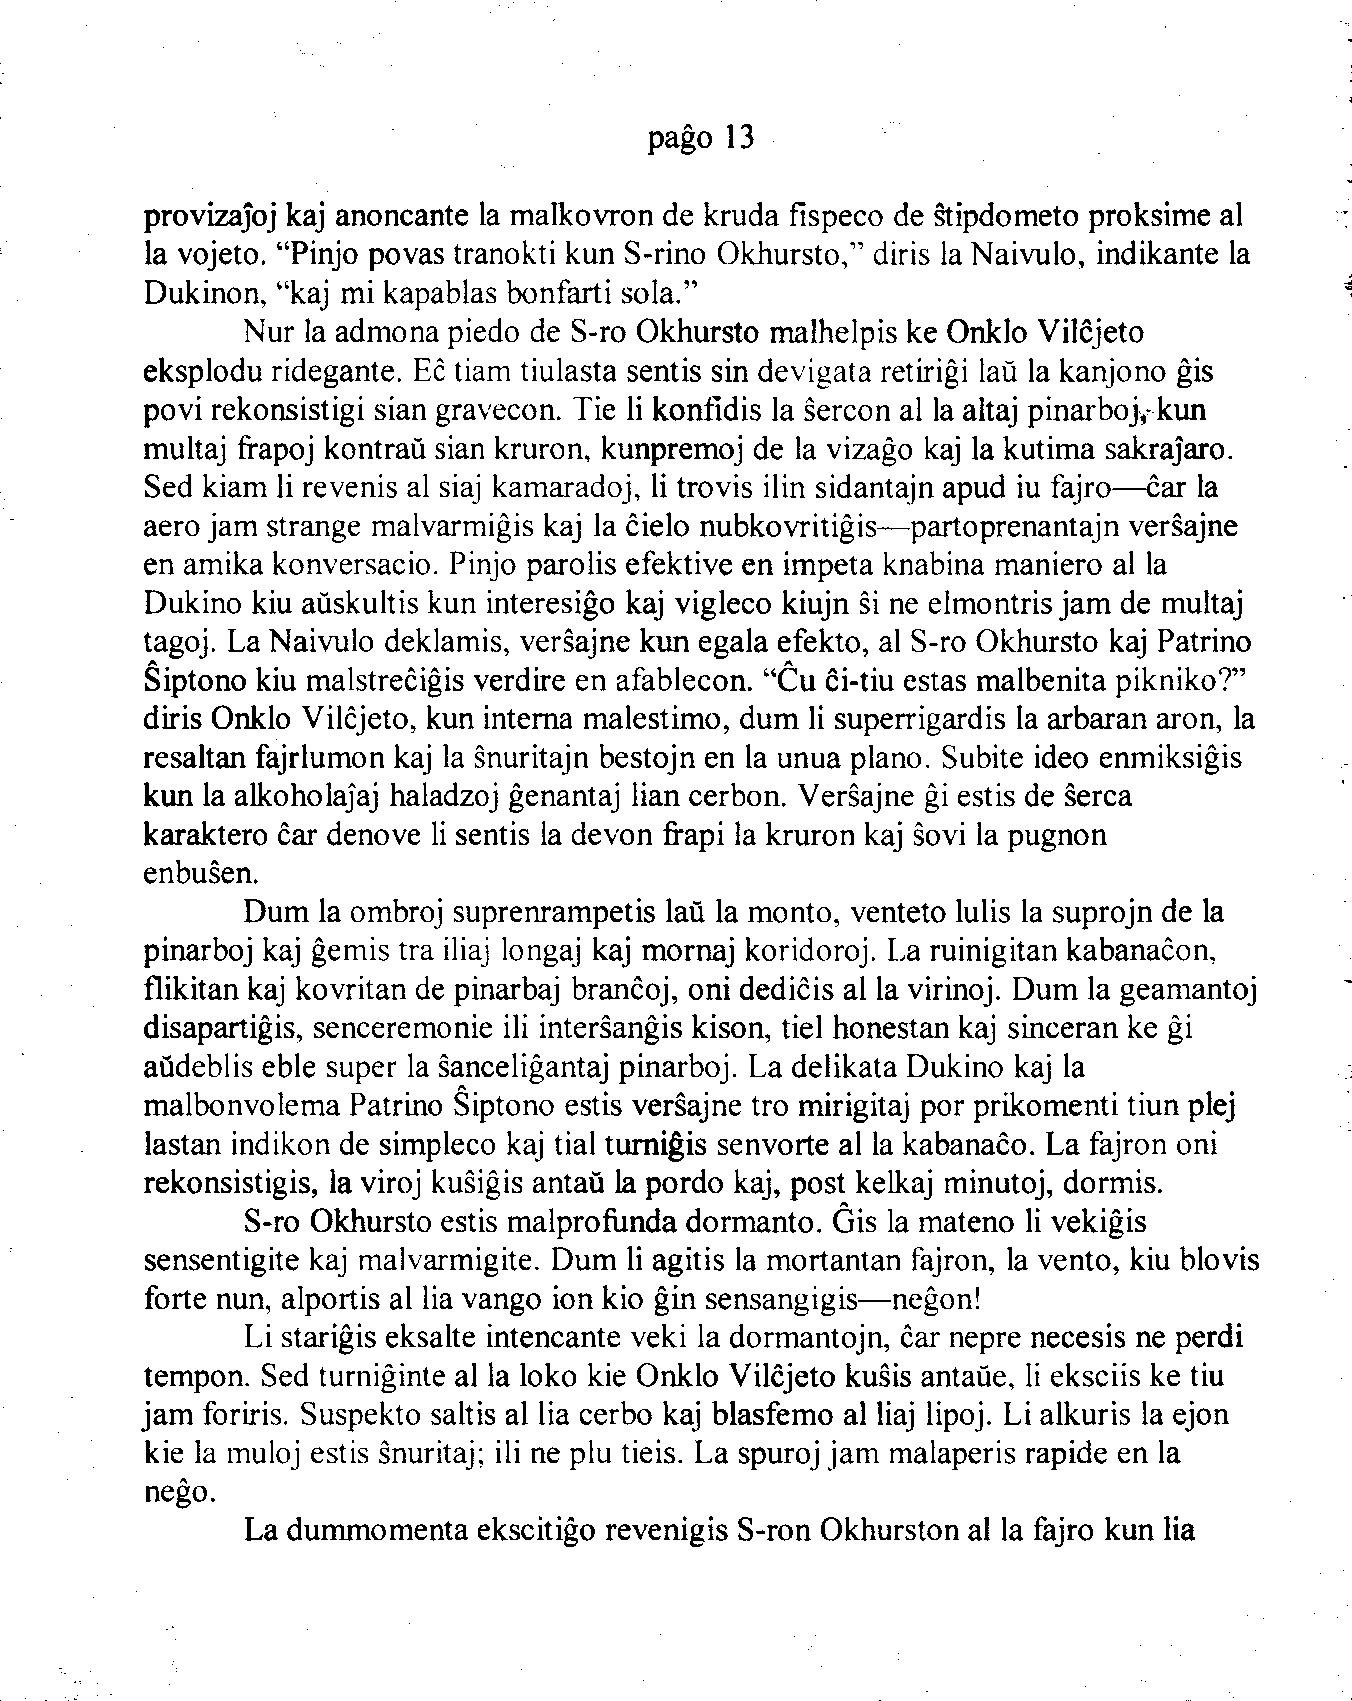 paĝo 13
provizaĵoj kaj anoncante la malkovron de kruda fispeco de ŝtipdometo proksime al
la vojeto. “Pinjo povas tranokti kun S-rino Okhursto,” diris la Naivulo, indikante la
Dukinon, “kaj mi kapablas bonfarti sola.”
Nur la admona piedo de S-ro Okhursto malhelpis ke Onklo Vilĉjeto
eksplodu ridegante. Eĉ tiam tiulasta sentis sin devigata retiriĝi laŭ la kanjono ĝis
povi rekonsistigi sian gravecon. Tie li konfidis la ŝercon al la altaj pinarboj, kun
multaj frapoj kontraŭ sian kruron, kunpremoj de la vizaĝo kaj la kutima sakraĵaro.
Sed kiam li revenis al siaj kamaradoj, li trovis ilin sidantajn apud iu fajro—ĉar la
aero jam strange malvarmiĝis kaj la ĉielo nubkovritiĝis—partoprenantajn verŝajne
en amika konversacio. Pinjo parolis efektive en impeta knabina maniero al la
Dukino kiu aŭskultis kun interesiĝo kaj vigleco kiujn ŝi ne elmontris jam de multaj
tagoj. La Naivulo deklamis, verŝajne kun egala efekto, al S-ro Okhursto kaj Patrino
Ŝiptono kiu malstreĉiĝis verdire en afablecon. “Ĉu ĉi-tiu estas malbenita pikniko?”
diris Onklo Vilĉjeto, kun interna malestimo, dum li superrigardis la arbaran aron, la
resaltan fajrlumon kaj la ŝnuritajn bestojn en la unua plano. Subite ideo enmiksiĝis
kun la alkoholaĵaj haladzoj ĝenantaj lian cerbon. Verŝajne ĝi estis de ŝerca
karaktero ĉar denove li sentis la devon frapi la kruron kaj ŝovi la pugnon
enbuŝen.
Dum la ombroj suprenrampetis laŭ la monto, venteto lulis la suprojn de la
pinarboj kaj ĝemis tra iliaj longaj kaj mornaj koridoroj. La ruinigitan kabanaĉon,
flikitan kaj kovritan de pinarbaj branĉoj, oni dediĉis al la virinoj. Dum la geamantoj
disapartiĝis, senceremonie ili interŝanĝis kison, tiel honestan kaj sinceran ke ĝi
aŭdeblis eble super la ŝanceliĝantaj pinarboj. La delikata Dukino kaj la
malbonvolema Patrino Ŝiptono estis verŝajne tro mirigitaj por prikomenti tiun plej
lastan indikon de simpleco kaj tial turniĝis senvorte al la kabanaĉo. La fajron oni
rekonsistigis, la viroj kuŝiĝis antaŭ la pordo kaj, post kelkaj minutoj, dormis.
S-ro Okhursto estis malprofunda dormanto. Ĝis la mateno li vekiĝis
sensentigite kaj malvarmigite. Dum li agitis la mortantan fajron, la vento, kiu blovis
forte nun, alportis al lia vango ion kio ĝin sensangigis—neĝon!
Li stariĝis eksalte intencante veki la dormantojn, ĉar nepre necesis ne perdi
tempon. Sed turniĝinte al la loko kie Onklo Vilĉjeto kuŝis antaŭe, li eksciis ke tiu
jam foriris. Suspekto saltis al lia cerbo kaj blasfemo al liaj lipoj. Li alkuris la ejon
kie la muloj estis ŝnuritaj; ili ne plu tieis. La spuroj jam malaperis rapide en la
neĝo.
La dummomenta ekscitiĝo revenigis S-ron Okhurston al la fajro kun lia